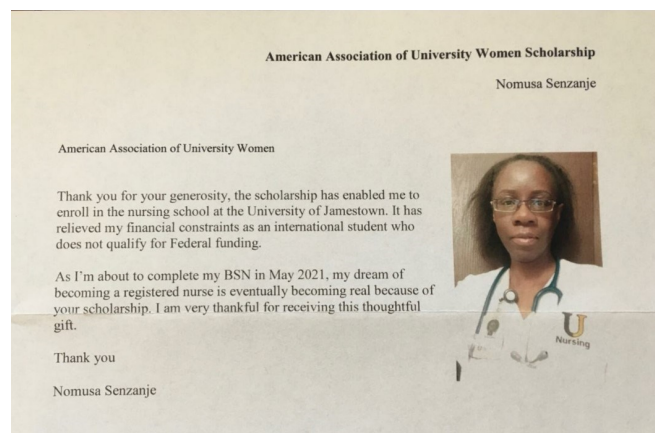 American Association of University Women Scholarship
Nomusa Senzanje
American Association of University Women
Thank you for your generosity, the scholarship has enabled me to
enroll in the nursing school at the University of Jamestown. It has
relieved my financial constraints as an international student who
does not qualify for Federal funding.
As I'm about to complete my BSN in May 2021, my dream of
becoming a registered nurse is eventually becoming real because of
your scholarship. I am very thankful for receiving this thoughtful
gift.
Thank you
Nomusa Senzanje
UJ
Nursing